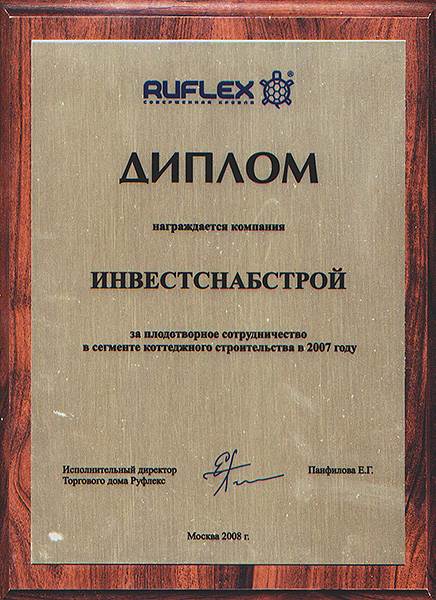 RUFLEX ®
СОВЕРШЕННАЯ КРОВЛЯ
ДИПЛОМ
награждается компания
ИНВЕСТСНАБСТРОЙ
за плодотворное сотрудничество
в сегменте коттеджного строительства в 2007 году
Исполнительный директор
Торгового дома Руфлекс
Панфилова Е.Г.
Москва 2008 г.